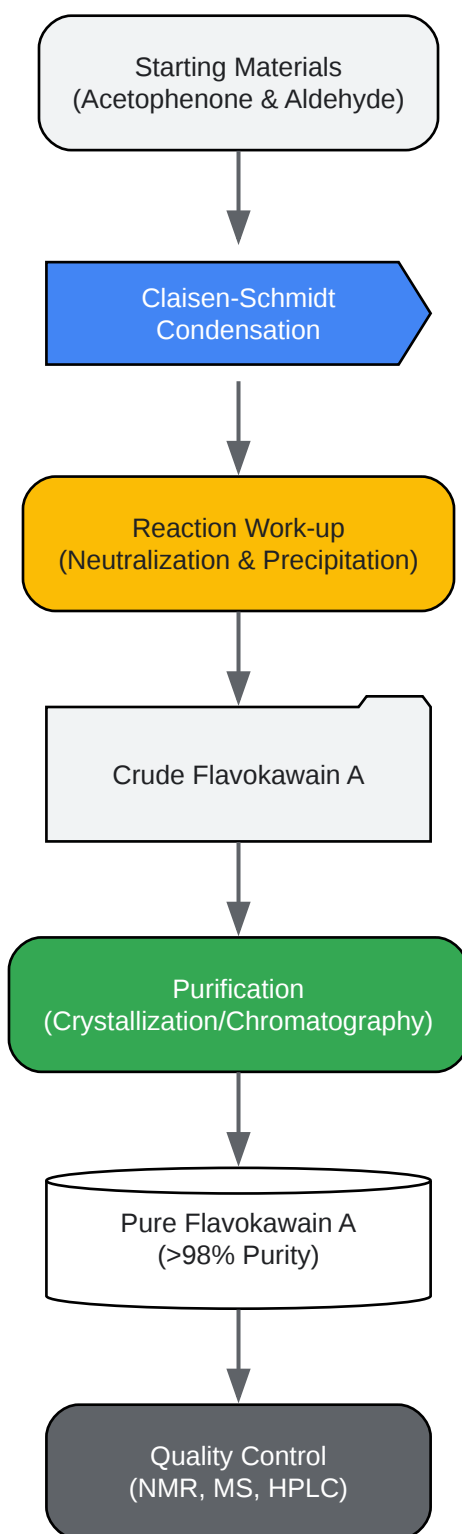 Starting Materials
(Acetophenone & Aldehyde)
Claisen-Schmidt
Condensation
Reaction Work-up
(Neutralization & Precipitation)
Crude Flavokawain A
Purification
(Crystallization/Chromatography)
Pure Flavokawain A
(>98% Purity)
Quality Control
(NMR, MS, HPLC)